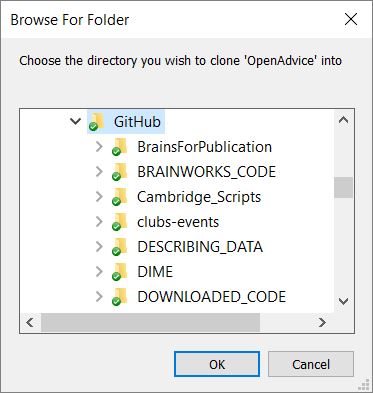 Browse For Folder
Choose the directory you wish to clone 'OpenAdvice' into
GitHub
BrainsForPublication
BRAINWORKS_CODE
Cambridge_Scripts
clubs-events
DESCRIBING_DATA
DIME
DOWNLOADED_CODE
OK
Cancel